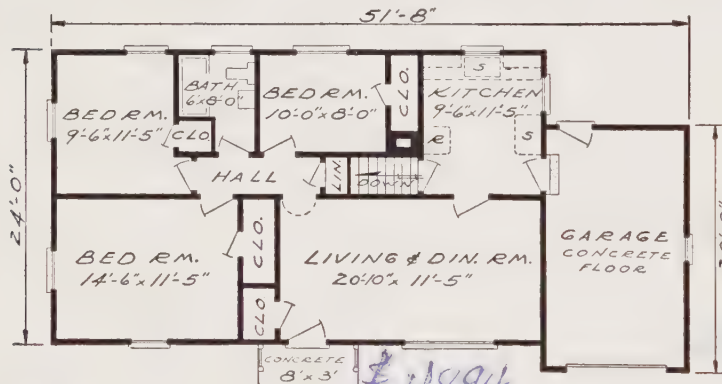 51'-8"
24'-0"
BED RM.
9'-6"x11'-5"
CLO.
BATH
6'x8'-0"
BED RM.
10'-0"x8'-0"
CLO.
S
KITCHEN
9'-6"x11'-5"
R
S
HALL
LIN.
DOWN
BED RM.
14'-6"x11'-5"
CLO.
CLO
LIVING & DIN. RM.
20'-10"x11'-5"
GARAGE
CONCRETE
FLOOR
CONCRETE
8'x3'